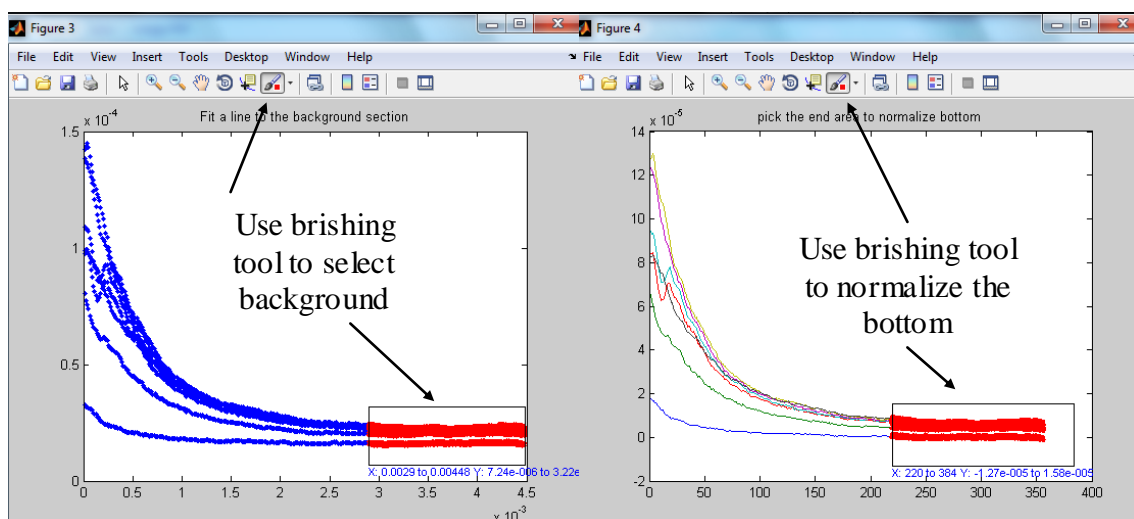 Figure 3
File Edit View Insert Tools Desktop Window Help
x 10^-4
Fit a line to the background section
1.5
1
0.5
0
0 0.5 1 1.5 2 2.5 3 3.5 4 4.5
x 10^-3
Use brishing
tool to select
background
X: 0.0029 to 0.00448 Y: 7.24e-006 to 3.22e
Figure 4
File Edit View Insert Tools Desktop Window Help
x 10^-5
pick the end area to normalize bottom
14
12
10
8
6
4
2
0
-2
0 50 100 150 200 250 300 350 400
Use brishing tool
to normalize the
bottom
X: 220 to 384 Y: -1.27e-005 to 1.58e-005